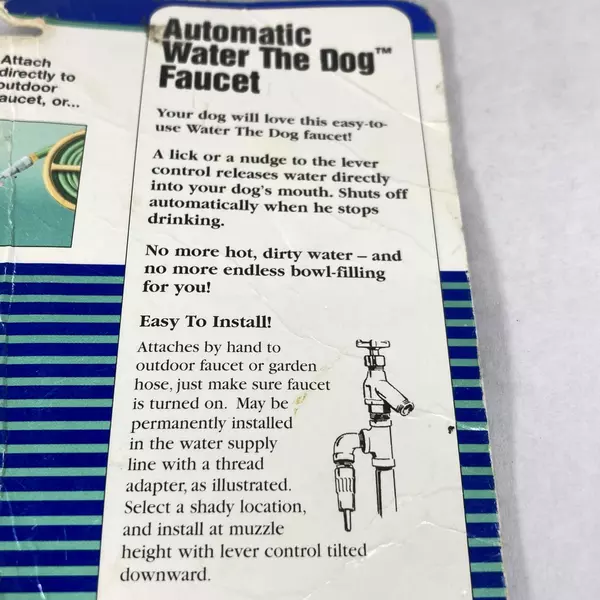 Attach
directly to
outdoor
faucet, or...
Automatic
Water The Dog™
Faucet
Your dog will love this easy-to-
use Water The Dog faucet!
A lick or a nudge to the lever
control releases water directly
into your dog's mouth. Shuts off
automatically when he stops
drinking.
No more hot, dirty water – and
no more endless bowl-filling
for you!
Easy To Install!
Attaches by hand to
outdoor faucet or garden
hose, just make sure faucet
is turned on. May be
permanently installed
in the water supply
line with a thread
adapter, as illustrated.
Select a shady location,
and install at muzzle
height with lever control tilted
downward.